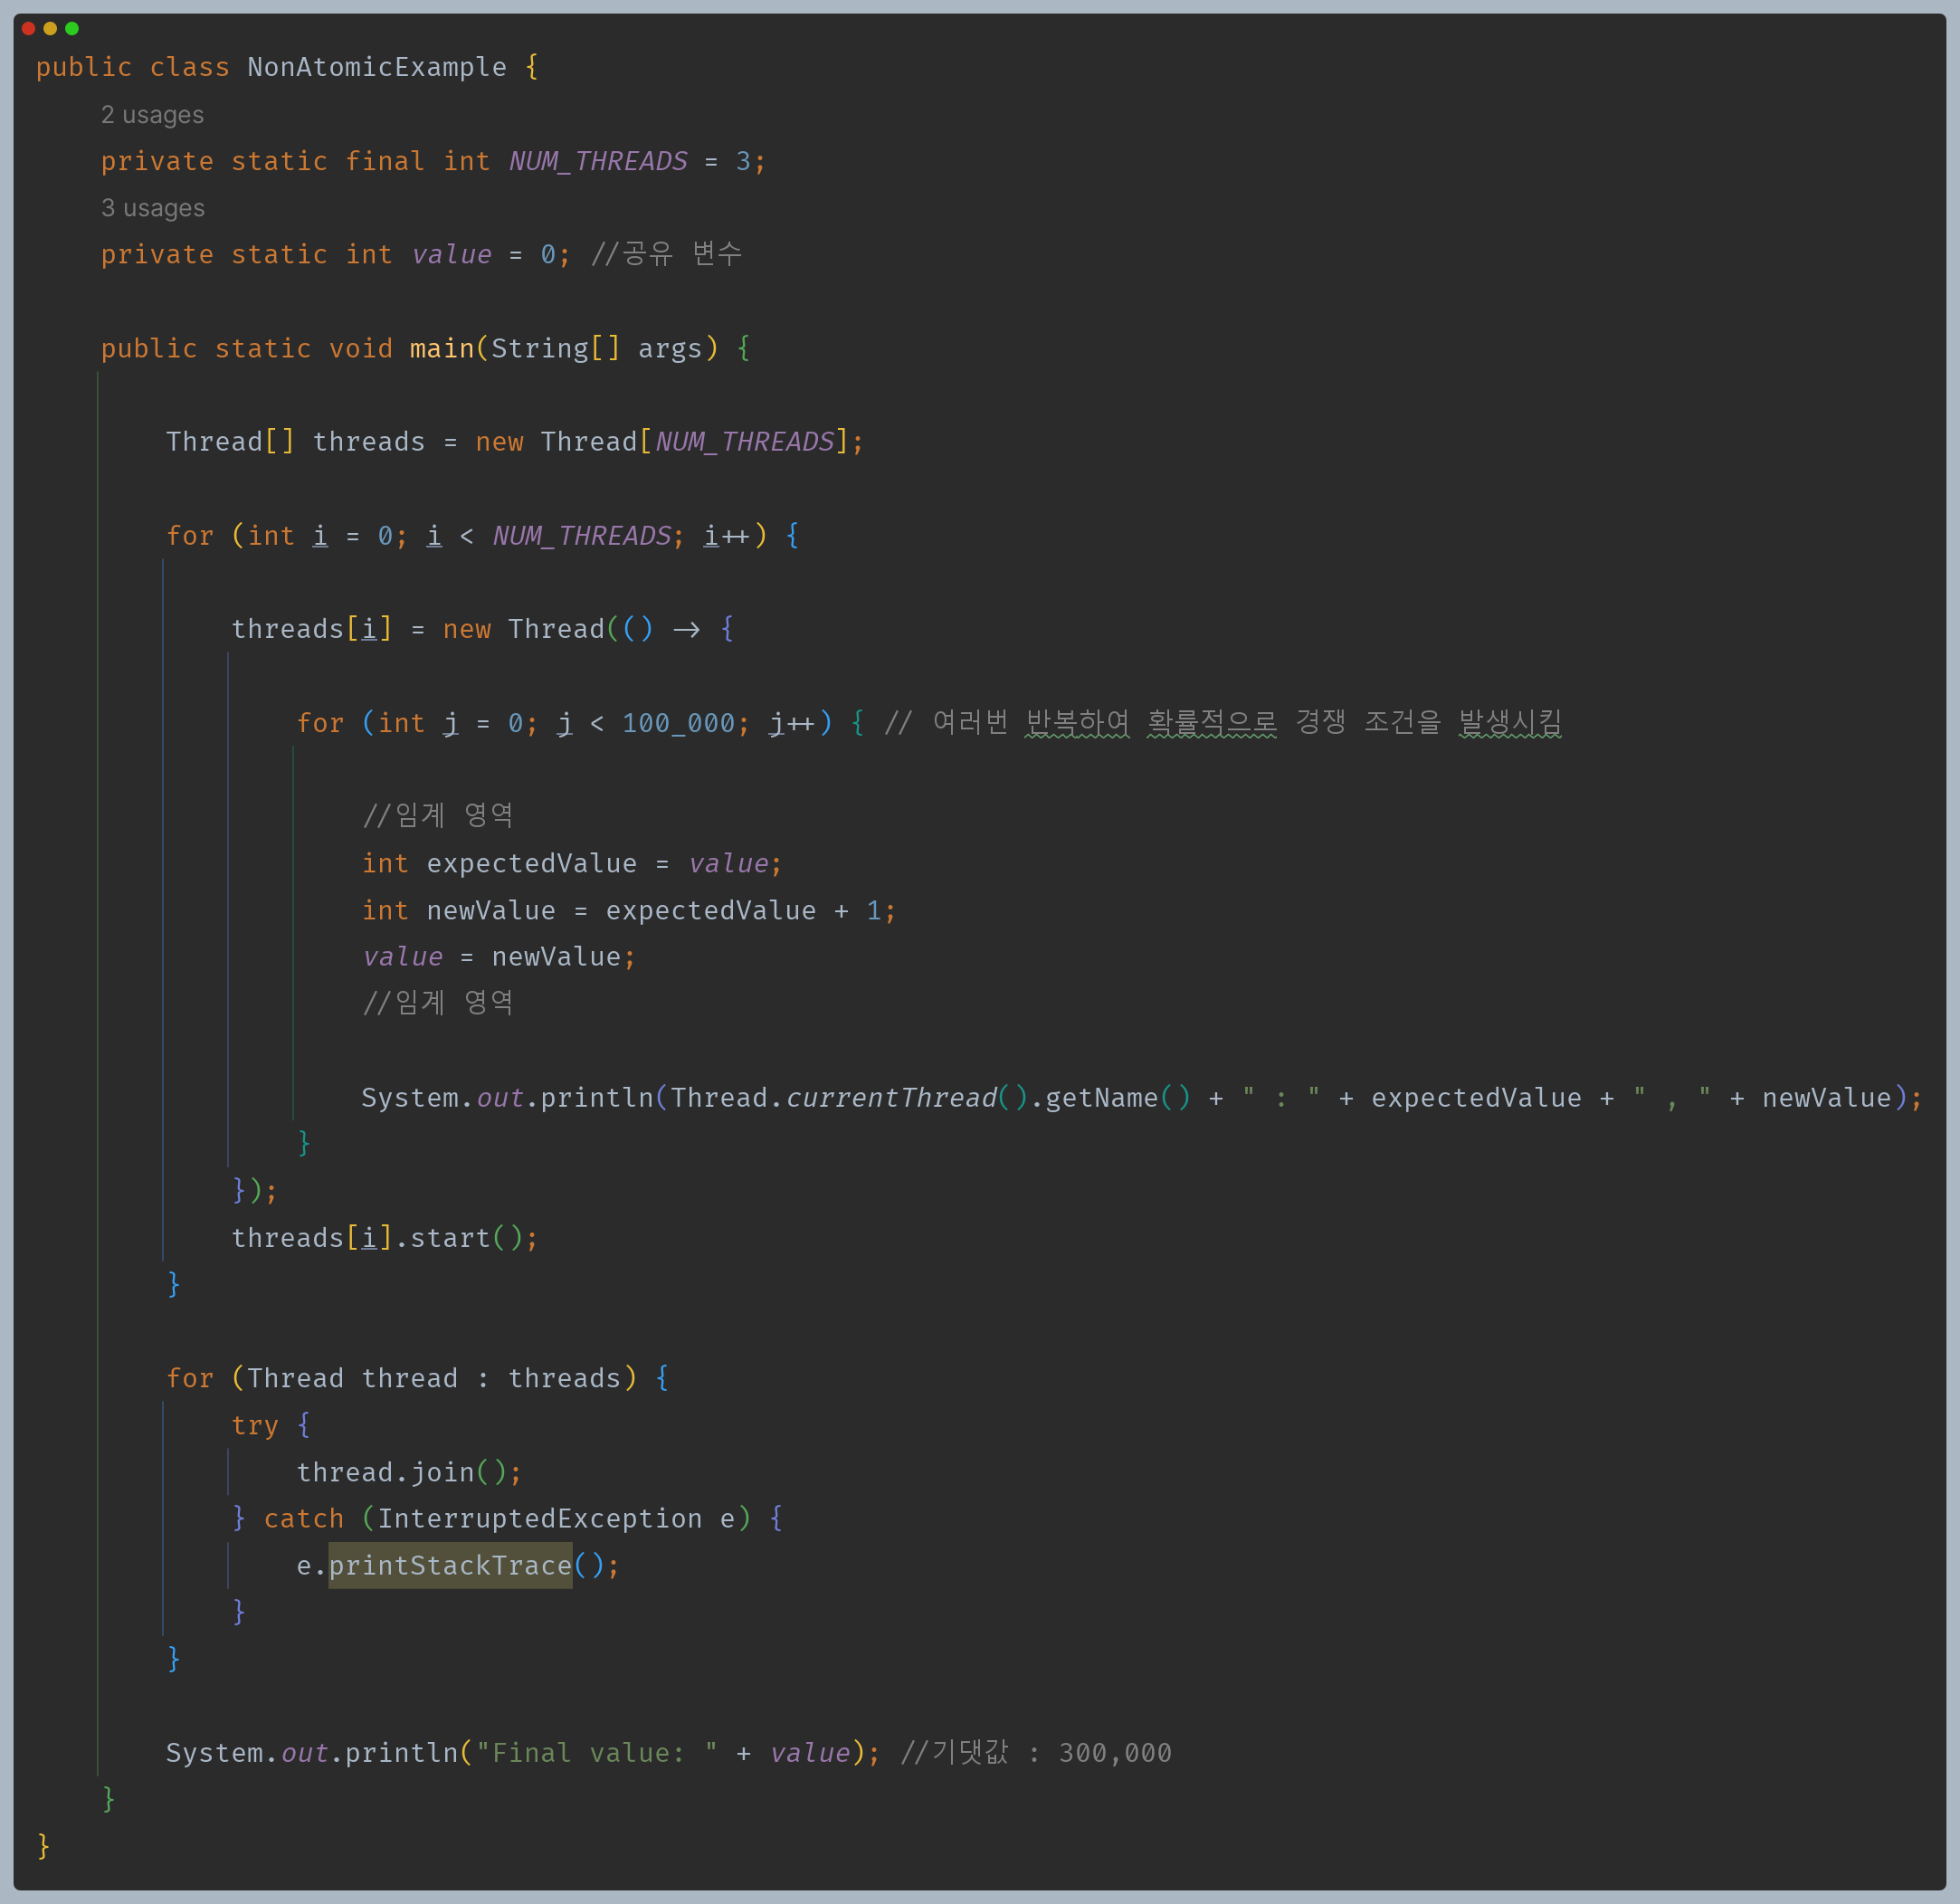 public class NonAtomicExample {
2 usages
private static final int NUM_THREADS = 3;
3 usages
private static int value = 0; //공유 변수
public static void main(String[] args) {
Thread[] threads = new Thread[NUM_THREADS];
for (int i = 0; i < NUM_THREADS; i++) {
threads[i] = new Thread(() -> {
for (int j = 0; j < 100_000; j++) { // 여러번 반복하여 확률적으로 경쟁 조건을 발생시킴
//임계 영역
int expectedValue = value;
int newValue = expectedValue + 1;
value = newValue;
//임계 영역
System.out.println(Thread.currentThread().getName() + " : " + expectedValue + " , " + newValue);
}
});
threads[i].start();
}
for (Thread thread : threads) {
try {
thread.join();
} catch (InterruptedException e) {
e.printStackTrace();
}
}
System.out.println("Final value: " + value); //기댓값 : 300,000
}
}